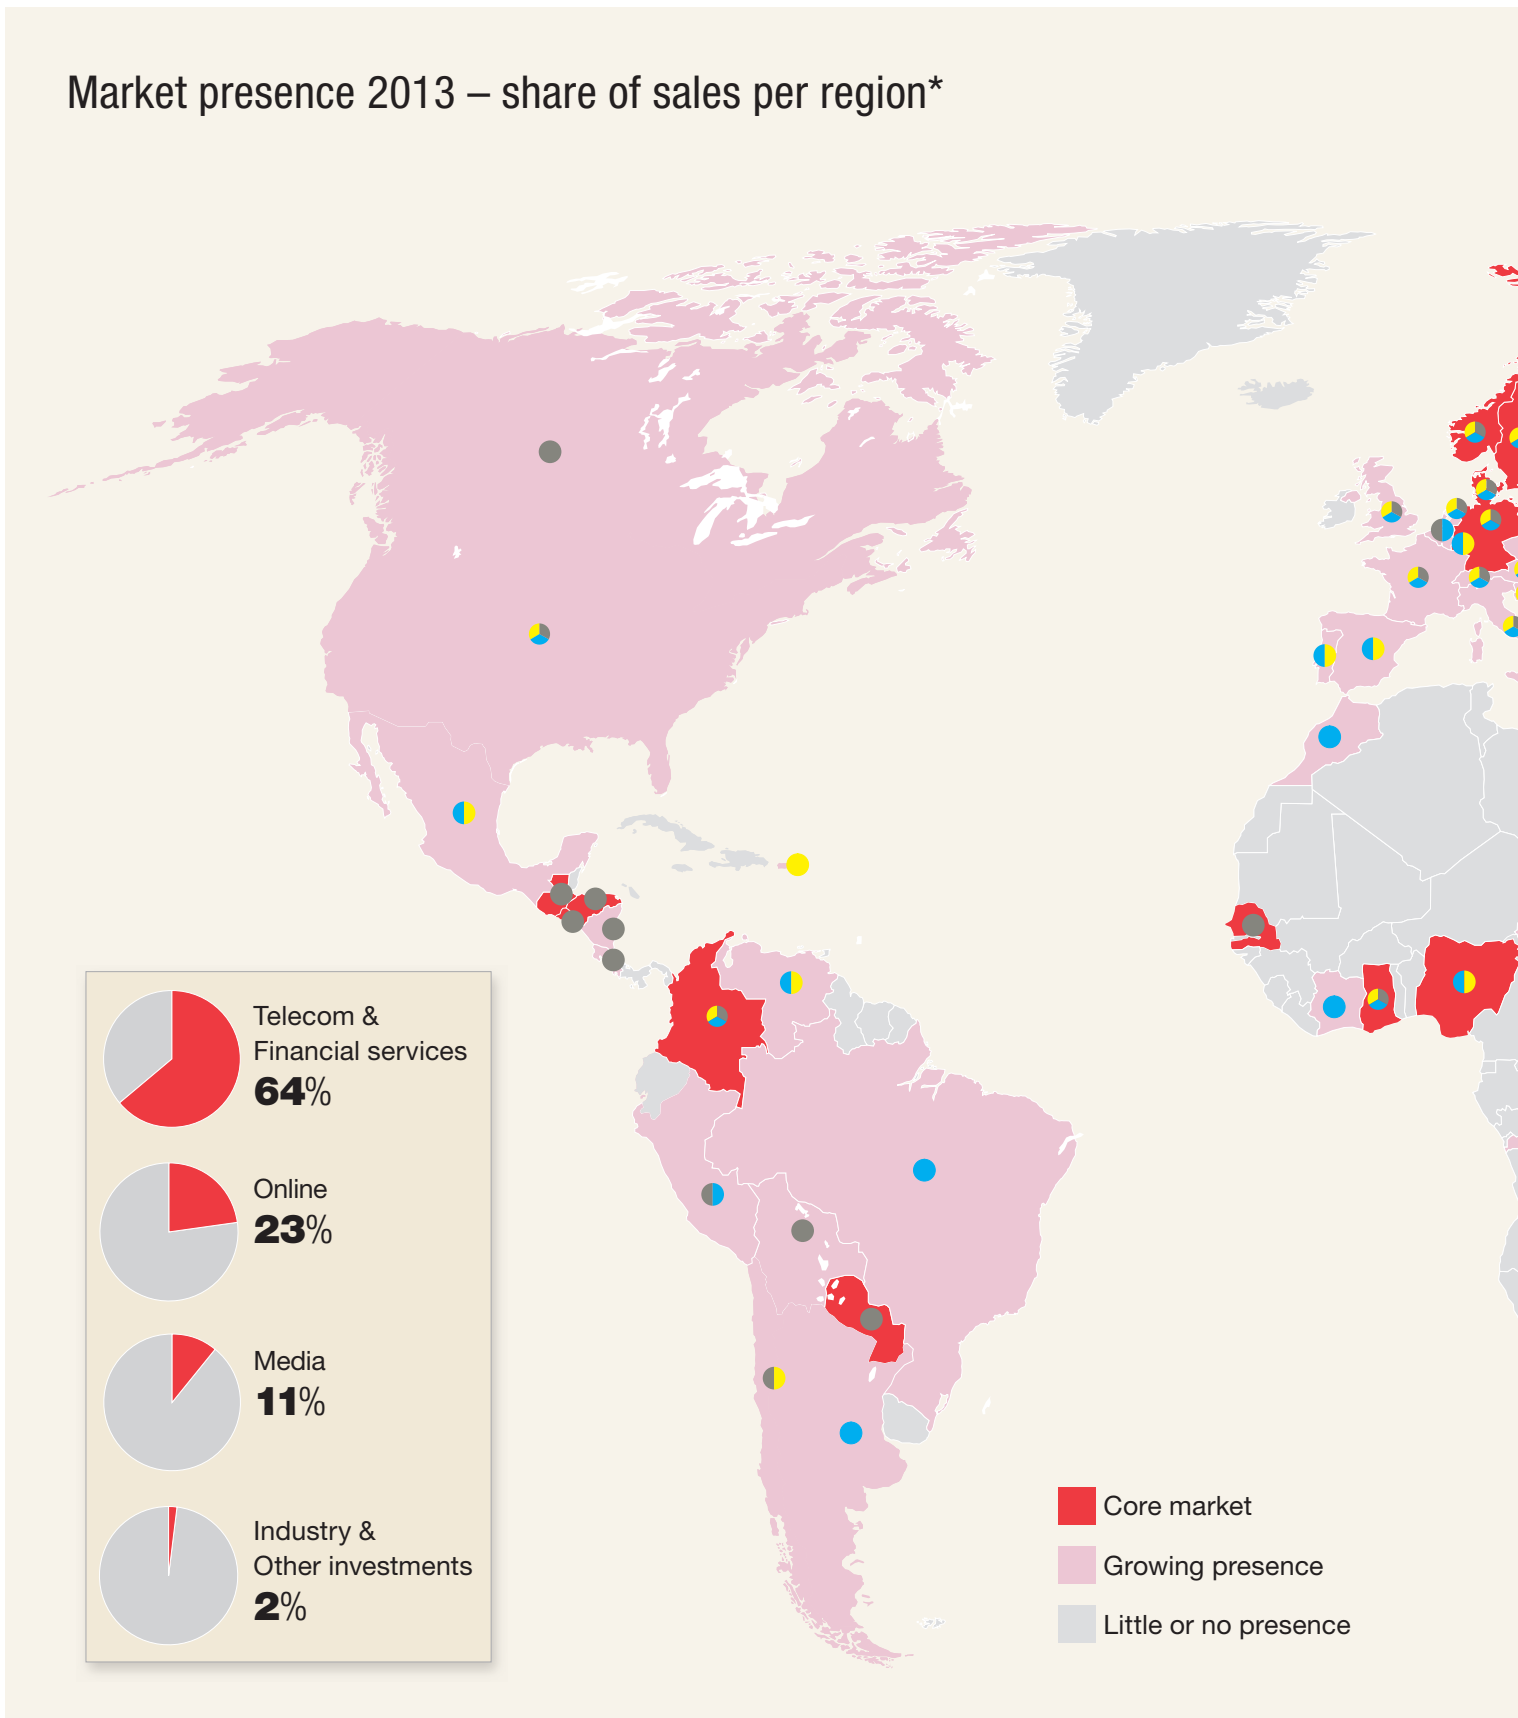 Market presence 2013 – share of sales per region*
Telecom &
Financial services
64%
Online
23%
Media
11%
Industry &
Other investments
2%
Core market
Growing presence
Little or no presence